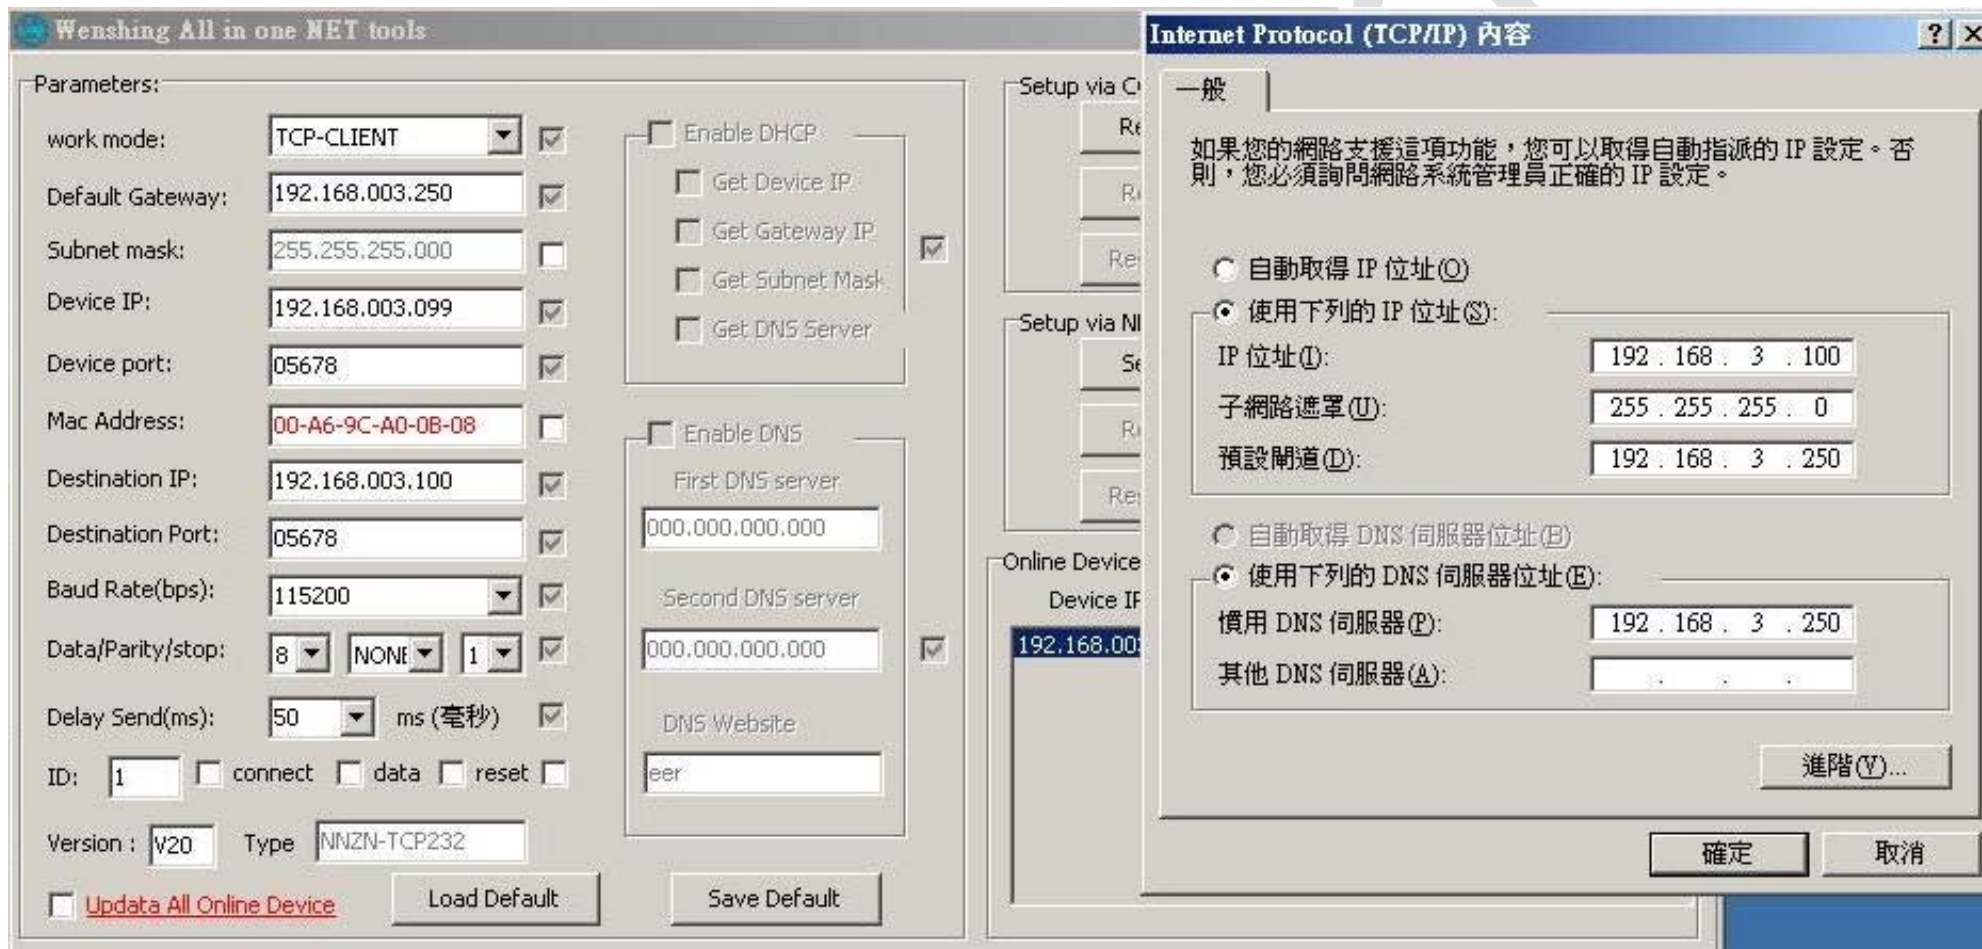 Wenshing All in one NET tools
Parameters:
work mode:
TCP-CLIENT
Default Gateway:
192.168.003.250
Subnet mask:
255.255.255.000
Device IP:
192.168.003.099
Device port:
05678
Mac Address:
00-A6-9C-A0-0B-08
Destination IP:
192.168.003.100
Destination Port:
05678
Baud Rate(bps):
115200
Data/Parity/stop:
8
NONE
1
Delay Send(ms):
50
ms (毫秒)
ID:
1
connect
data
reset
Version :
V20
Type
NNZN-TCP232
Updata All Online Device
Load Default
Enable DHCP
Get Device IP
Get Gateway IP
Get Subnet Mask
Get DNS Server
Enable DNS
First DNS server
000.000.000.000
Second DNS server
000.000.000.000
DNS Website
eer
Save Default
Setup via
Setup via
Online Device
Device IP
192.168.00
Internet Protocol (TCP/IP) 內容
一般
如果您的網路支援這項功能，您可以取得自動指派的 IP 設定。否
則，您必須詢問網路系統管理員正確的 IP 設定。
自動取得 IP 位址(O)
使用下列的 IP 位址(S):
IP 位址(I):
192 . 168 . 3 . 100
子網路遮罩(U):
255 . 255 . 255 . 0
預設閘道(D):
192 . 168 . 3 . 250
自動取得 DNS 伺服器位址(B)
使用下列的 DNS 伺服器位址(E):
慣用 DNS 伺服器(P):
192 . 168 . 3 . 250
其他 DNS 伺服器(A):
. . .
進階(V)...
確定
取消